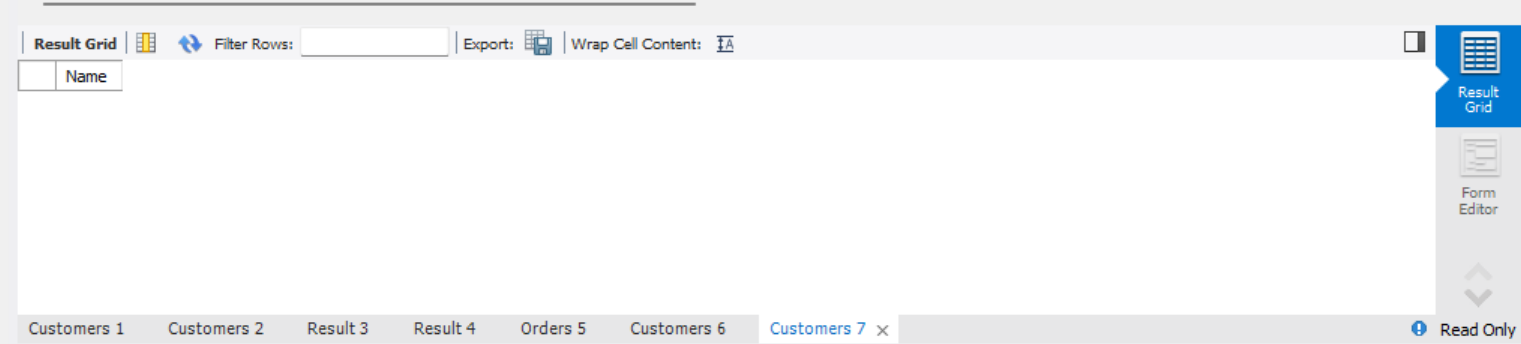 Result Grid Filter Rows: Export: Wrap Cell Content:
Name
Result
Grid
Form
Editor
Customers 1 Customers 2 Result 3 Result 4 Orders 5 Customers 6 Customers 7 Read Only